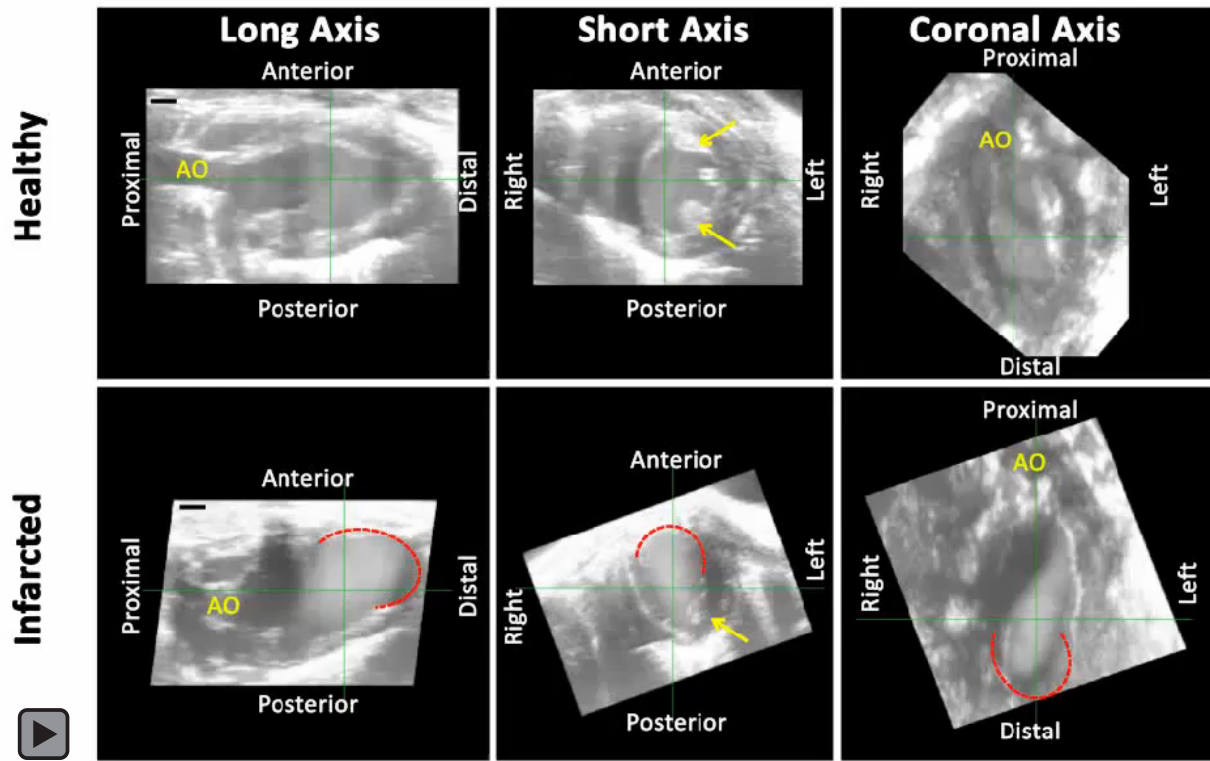 Long Axis
Short Axis
Coronal Axis
Healthy
Anterior
Proximal
AO
Distal
Posterior
Anterior
Right
Left
Posterior
Proximal
AO
Right
Left
Distal
Infarcted
Anterior
Proximal
AO
Distal
Posterior
Anterior
Right
Left
Posterior
Proximal
AO
Right
Left
Distal